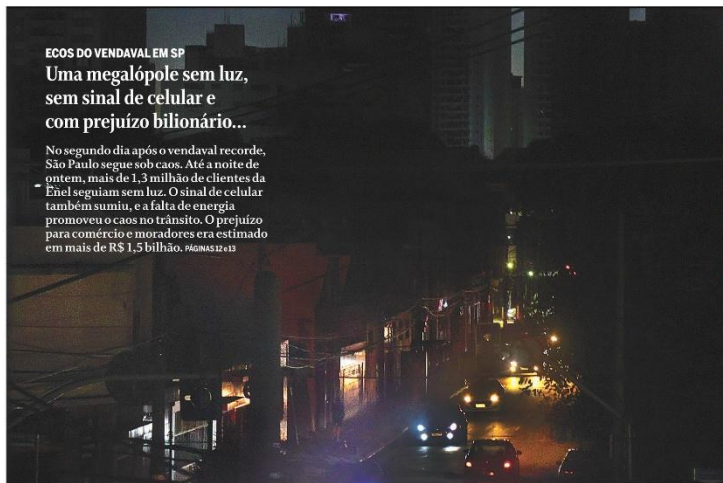 ECOS DO VENDAVAL EM SP
Uma megalópole sem luz,
sem sinal de celular e
com prejuízo bilionário...
No segundo dia após o vendaval recorde,
São Paulo segue sob caos. Até a noite de
ontem, mais de 1,3 milhão de clientes da
Enel seguiam sem luz. O sinal de celular
também sumiu, e a falta de energia
promoveu o caos no trânsito. O prejuízo
para comércio e moradores era estimado
em mais de R$ 1,5 bilhão. PÁGINAS 12 e 13